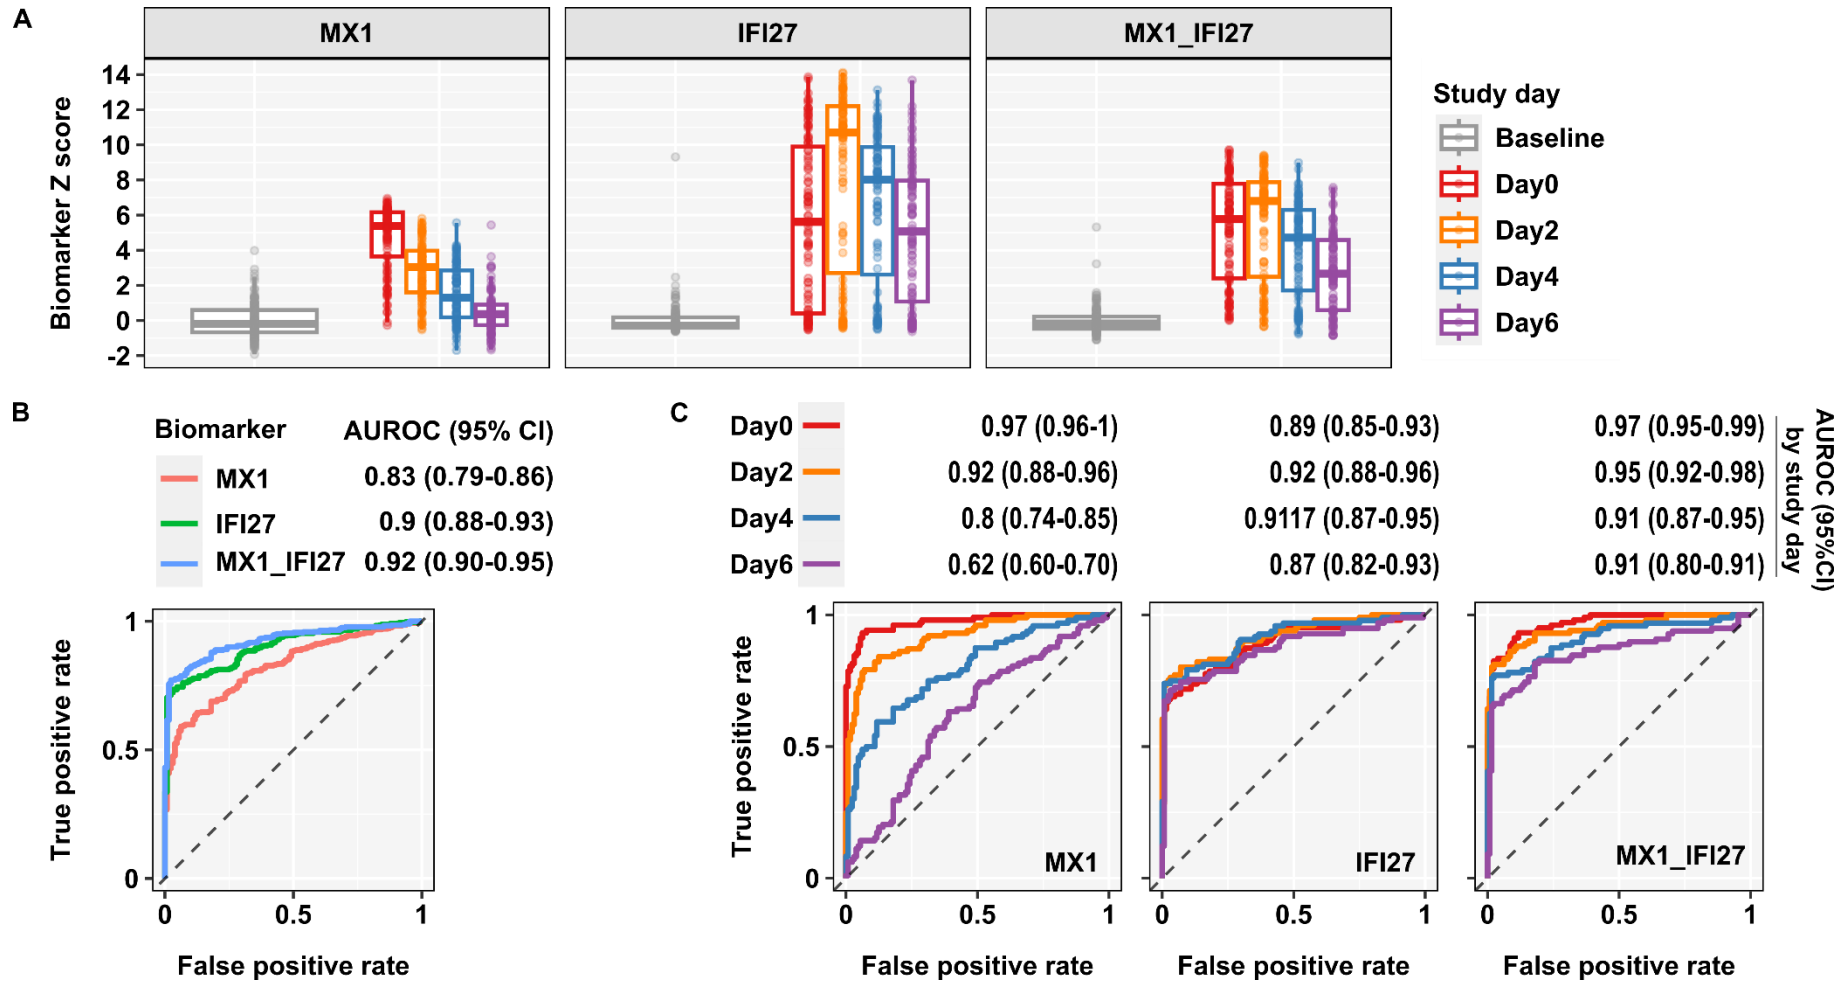 A
MX1
IFI27
MX1_IFI27
Biomarker Z score
14
12
10
8
6
4
2
0
-2
Study day
Baseline
Day0
Day2
Day4
Day6
B
Biomarker AUROC (95% CI)
MX1 0.83 (0.79-0.86)
IFI27 0.9 (0.88-0.93)
MX1_IFI27 0.92 (0.90-0.95)
True positive rate
1
0.5
0
0 0.5 1
False positive rate
C
Day0 0.97 (0.96-1) 0.89 (0.85-0.93) 0.97 (0.95-0.99)
Day2 0.92 (0.88-0.96) 0.92 (0.88-0.96) 0.95 (0.92-0.98)
Day4 0.8 (0.74-0.85) 0.9117 (0.87-0.95) 0.91 (0.87-0.95)
Day6 0.62 (0.60-0.70) 0.87 (0.82-0.93) 0.91 (0.80-0.91)
AUROC (95%CI)
by study day
True positive rate
1
0.5
0
MX1
IFI27
MX1_IFI27
0 0.5 1
0 0.5 1
0 0.5 1
False positive rate
False positive rate
False positive rate